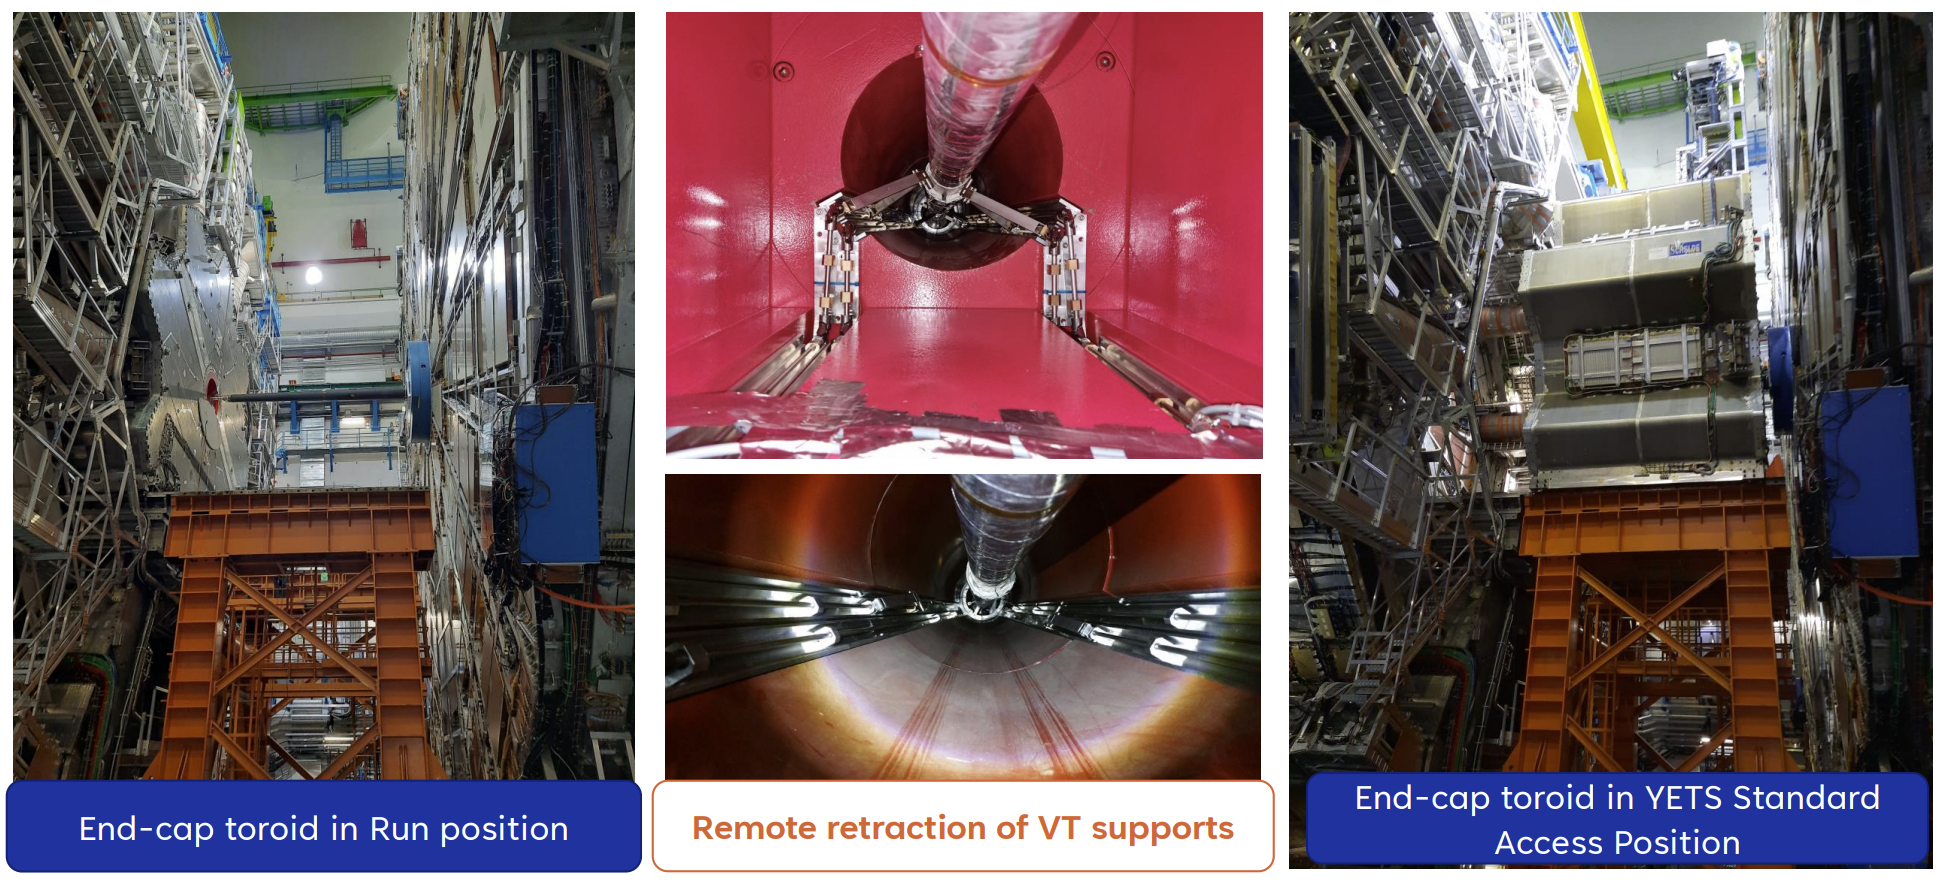 End-cap toroid in Run position
Remote retraction of VT supports
End-cap toroid in YETS Standard
Access Position